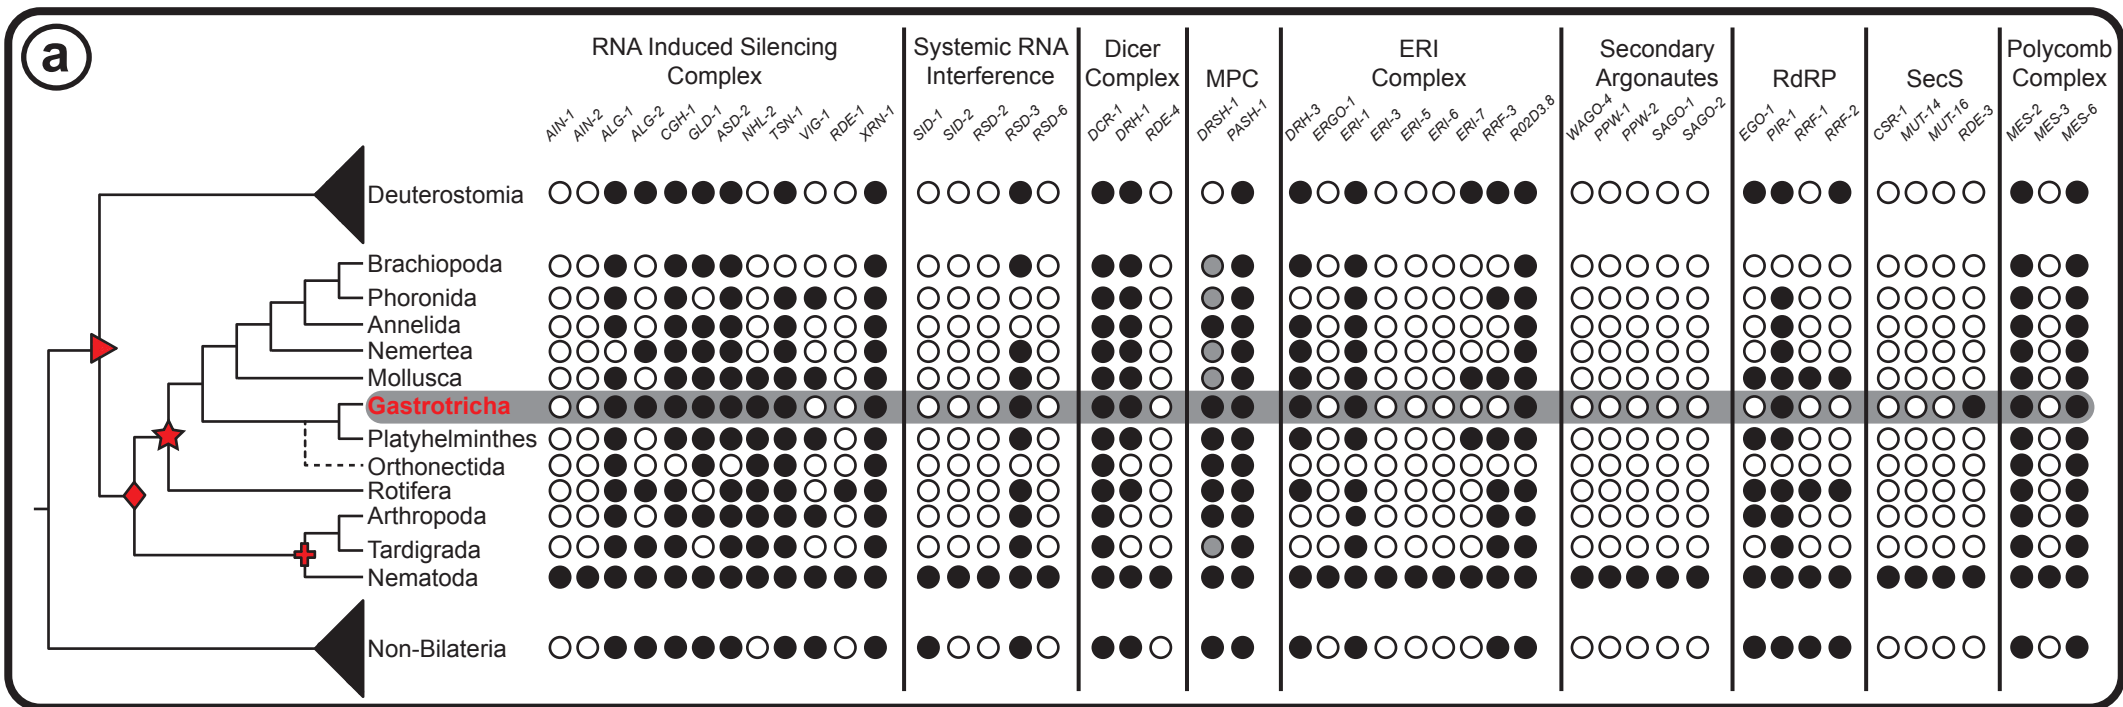 a
RNA Induced Silencing
Complex
Systemic RNA
Interference
Dicer
Complex
MPC
ERI
Complex
Secondary
Argonautes
RdRP
SecS
Polycomb
Complex
AIN-1 AIN-2 ALG-1 ALG-2 CGH-1 GLD-1 ASD-2 NHL-2 TSN-1 VIG-1 RDE-1 XRN-1 SID-1 SID-2 RSD-2 RSD-3 RSD-6 DCR-1 DRH-1 RDE-4 DRSH-1 PASH-1 DRH-3 ERGO-1 ERI-1 ERI-3 ERI-5 ERI-6 ERI-7 RRF-3 R02D3.8 WAGO-4 PPW-1 PPW-2 SAGO-1 SAGO-2 EGO-1 PIR-1 RRF-1 RRF-2 CSR-1 MUT-14 MUT-16 RDE-3 MES-2 MES-3 MES-6
Deuterostomia
Brachiopoda
Phoronida
Annelida
Nemertea
Mollusca
Gastrotricha
Platyhelminthes
Orthonectida
Rotifera
Arthropoda
Tardigrada
Nematoda
Non-Bilateria